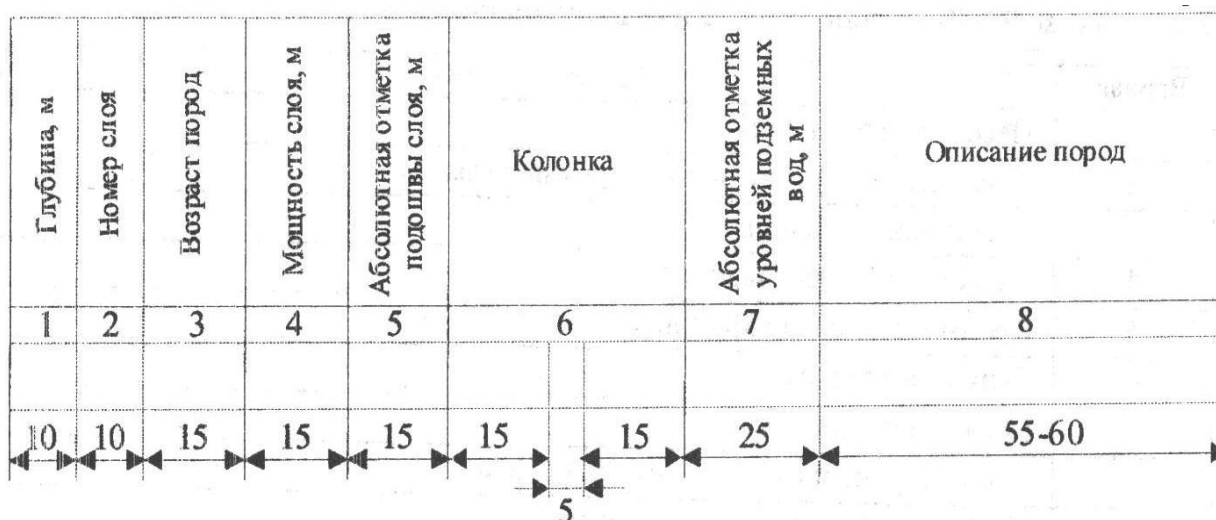 Глубина, м
Номер слоя
Возраст пород
Мощность слоя, м
Абсолютная отметка
подошвы слоя, м
Колонка
Абсолютная отметка
уровней подземных
вод, м
Описание пород
1 2 3 4 5 6 7 8
10 10 15 15 15 15 15 25 55-60
5